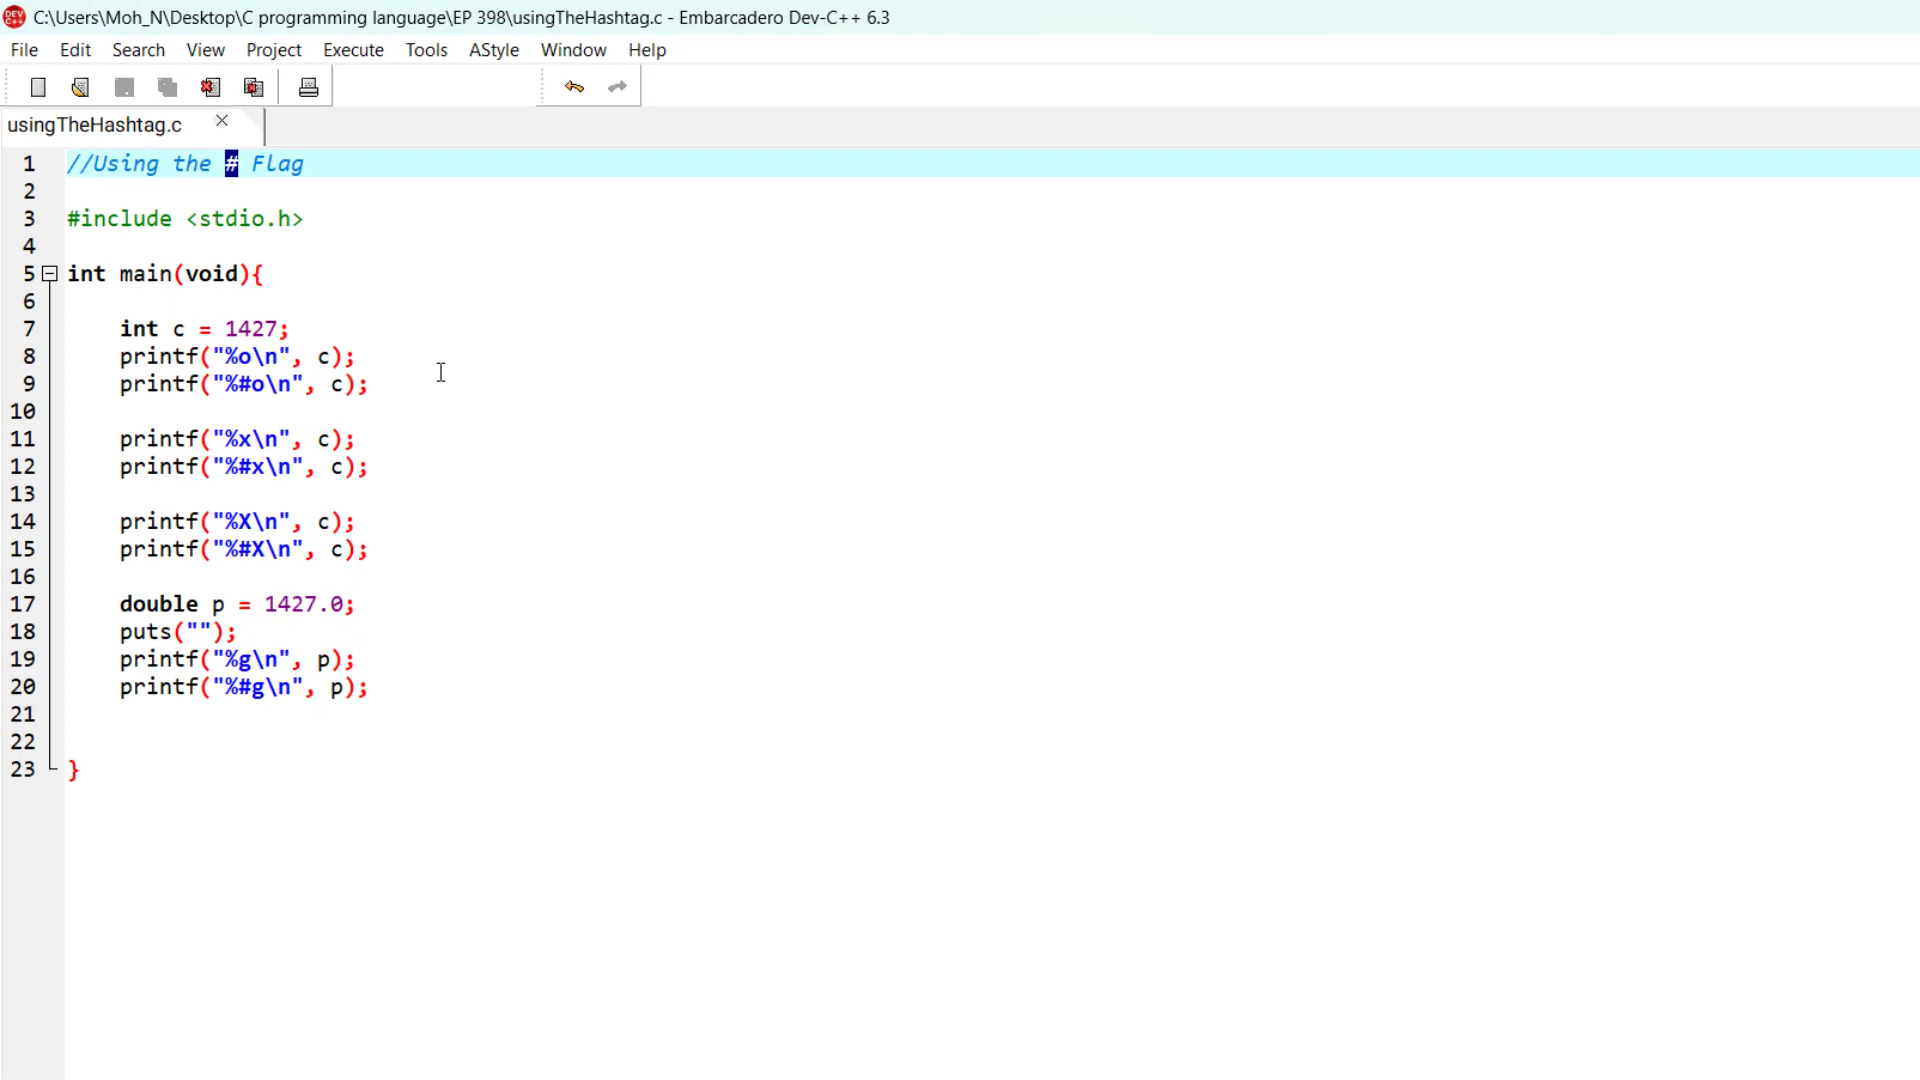 C:\Users\Moh_N\Desktop\C programming language\EP 398\usingTheHashtag.c - Embarcadero Dev-C++ 6.3
File Edit Search View Project Execute Tools AStyle Window Help
usingTheHashtag.c
1 //Using the # Flag
2
3 #include <stdio.h>
4
5 int main(void){
6
7 int c = 1427;
8 printf("%o\n", c);
9 printf("%#o\n", c);
10
11 printf("%x\n", c);
12 printf("%#x\n", c);
13
14 printf("%X\n", c);
15 printf("%#X\n", c);
16
17 double p = 1427.0;
18 puts("");
19 printf("%g\n", p);
20 printf("%#g\n", p);
21
22
23 }